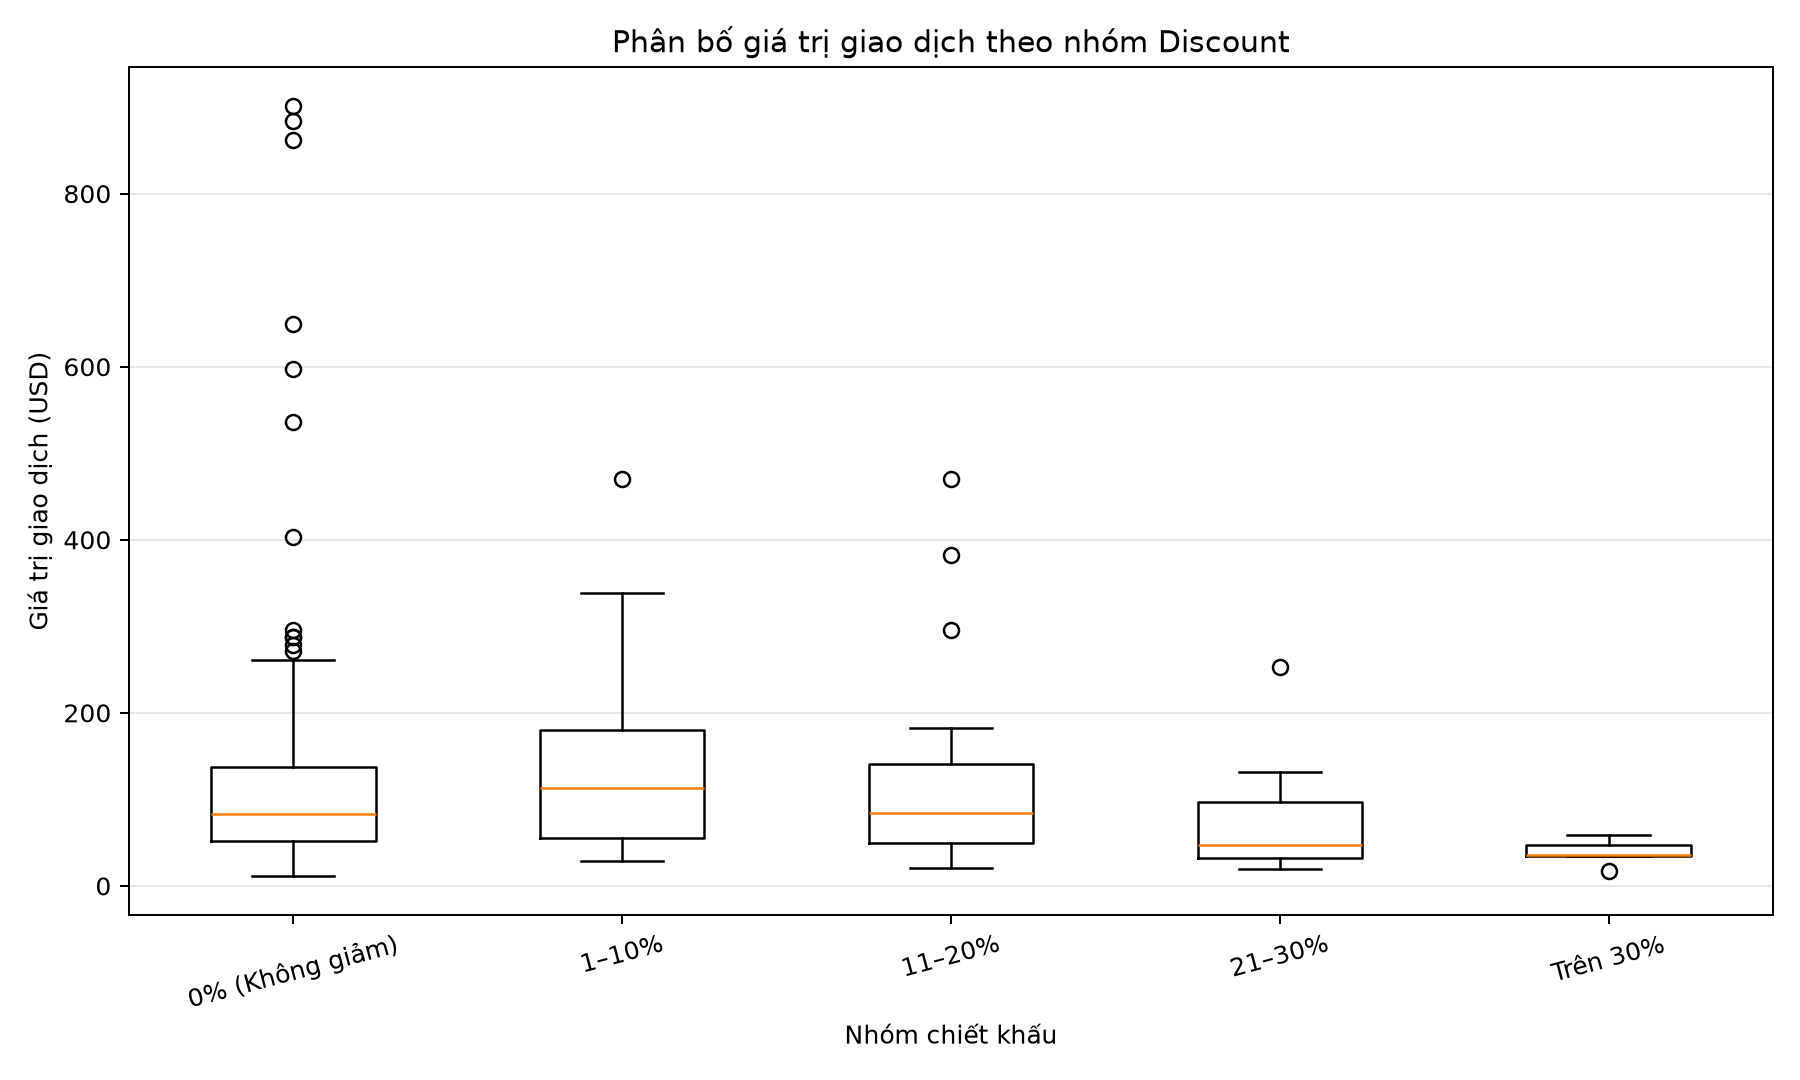 Phân bố giá trị giao dịch theo nhóm Discount
Giá trị giao dịch (USD)
800
600
400
200
0
0% (Không giảm)
1–10%
11–20%
21–30%
Trên 30%
Nhóm chiết khấu